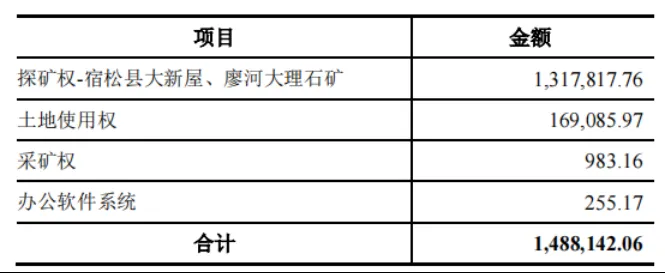 项目 金额
探矿权-宿松县大新屋、廖河大理石矿 1,317,817.76
土地使用权 169,085.97
采矿权 983.16
办公软件系统 255.17
合计 1,488,142.06